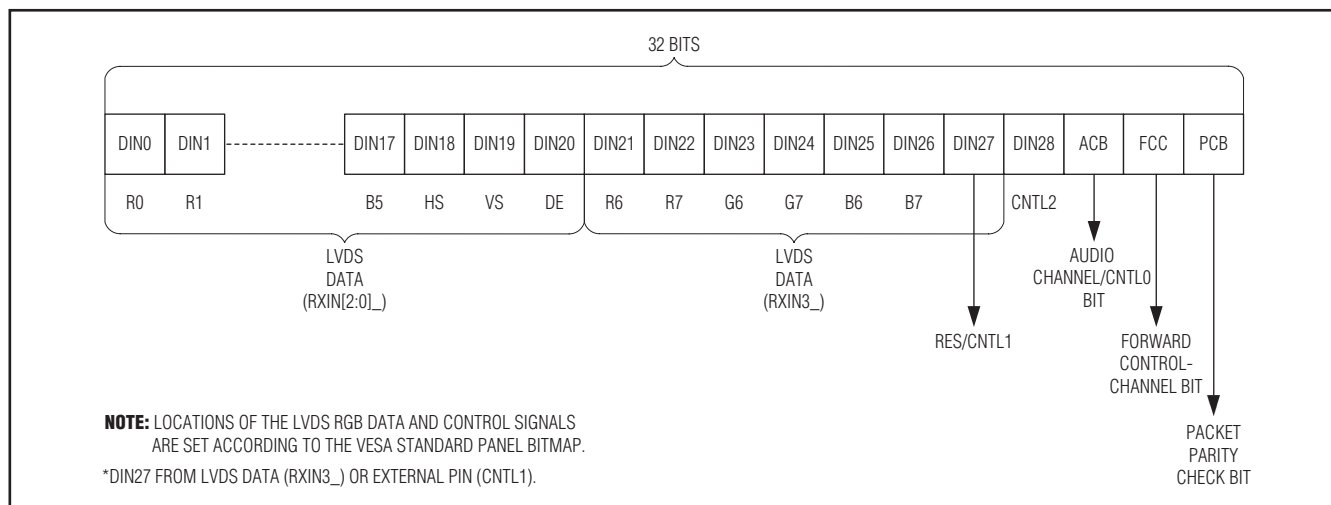 32 BITS
DIN0 DIN1 DIN17 DIN18 DIN19 DIN20 DIN21 DIN22 DIN23 DIN24 DIN25 DIN26 DIN27 DIN28 ACB FCC PCB
R0 R1 B5 HS VS DE R6 R7 G6 G7 B6 B7 CNTL2
LVDS
DATA
(RXIN[2:0]_)
LVDS
DATA
(RXIN3_)
AUDIO
CHANNEL/CNTL0
BIT
RES/CNTL1
FORWARD
CONTROL-
CHANNEL BIT
PACKET
PARITY
CHECK BIT
NOTE: LOCATIONS OF THE LVDS RGB DATA AND CONTROL SIGNALS
ARE SET ACCORDING TO THE VESA STANDARD PANEL BITMAP.
*DIN27 FROM LVDS DATA (RXIN3_) OR EXTERNAL PIN (CNTL1).